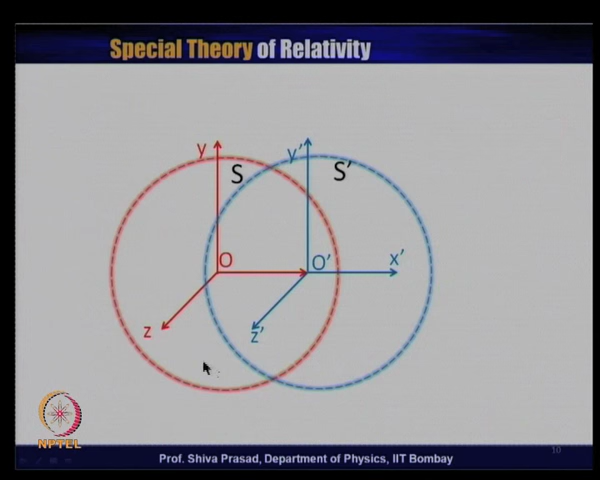 Special Theory of Relativity
y
y'
S
S'
O
O'
x'
z
z'
NPTEL
10
Prof. Shiva Prasad, Department of Physics, IIT Bombay